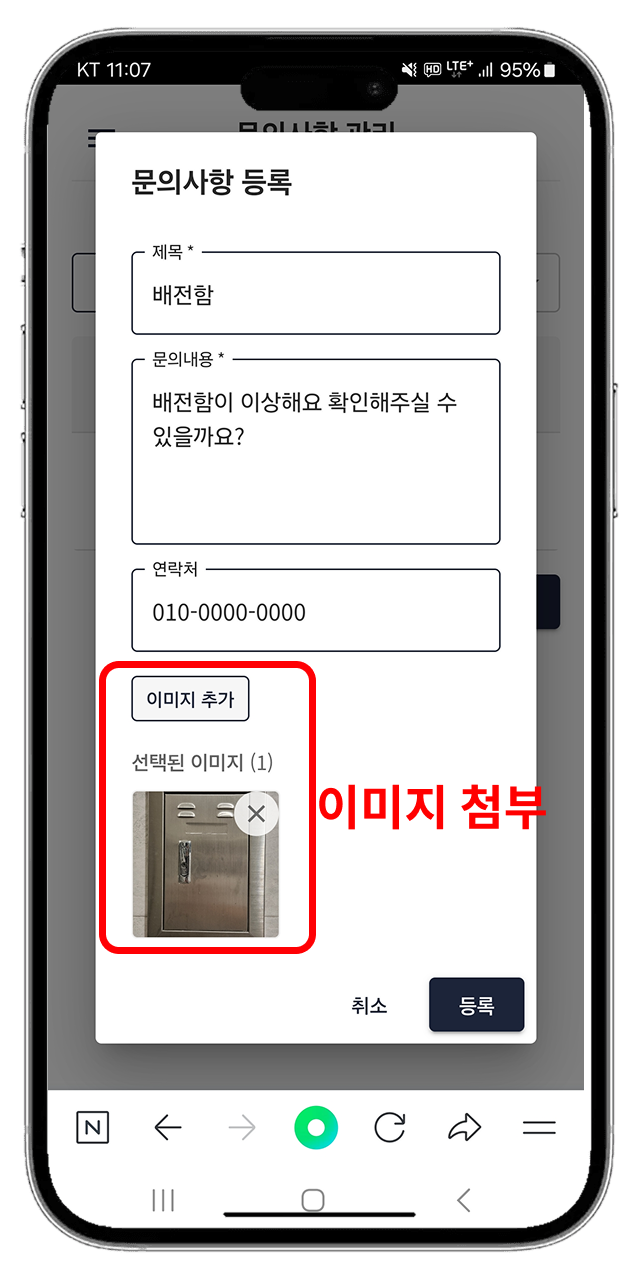 KT 11:07
HD LTE+ 95%
문의사항 관리
문의사항 등록
제목 *
배전함
문의내용 *
배전함이 이상해요 확인해주실 수
있을까요?
연락처
010-0000-0000
이미지 추가
선택된 이미지 (1)
이미지 첨부
취소
등록
N